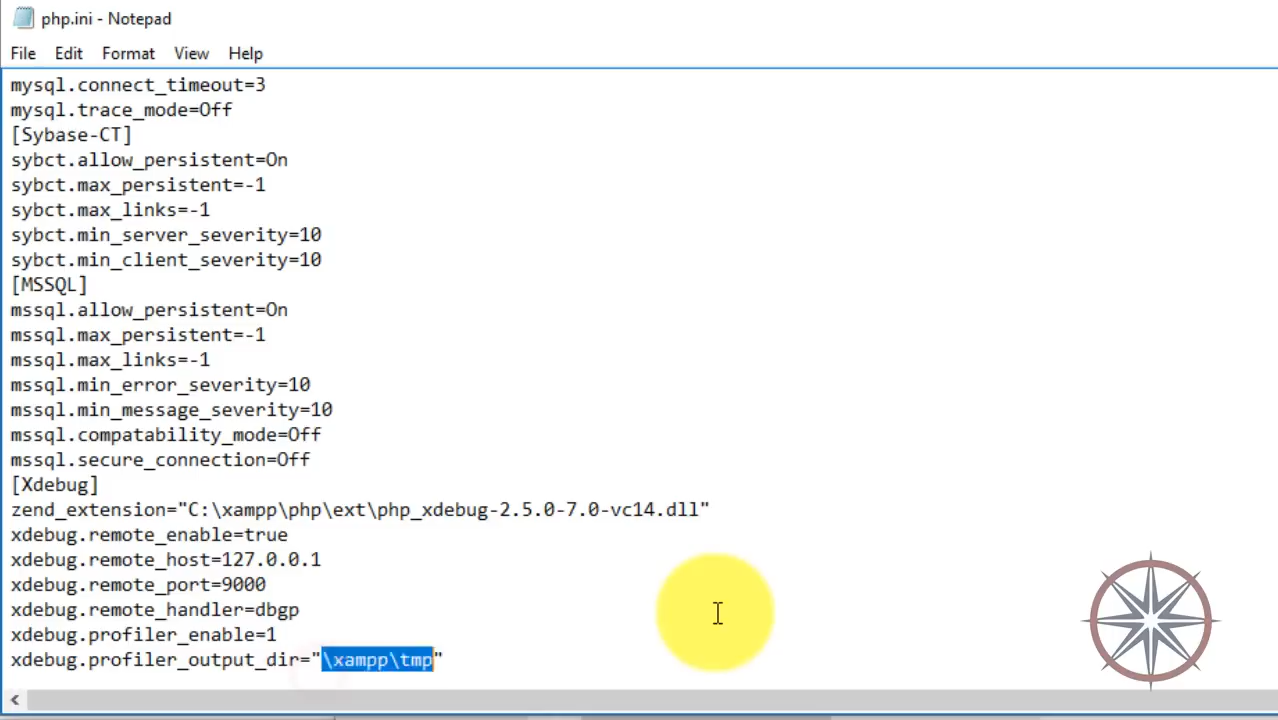 php.ini - Notepad
File Edit Format View Help
mysql.connect_timeout=3
mysql.trace_mode=Off
[Sybase-CT]
sybct.allow_persistent=On
sybct.max_persistent=-1
sybct.max_links=-1
sybct.min_server_severity=10
sybct.min_client_severity=10
[MSSQL]
mssql.allow_persistent=On
mssql.max_persistent=-1
mssql.max_links=-1
mssql.min_error_severity=10
mssql.min_message_severity=10
mssql.compatability_mode=Off
mssql.secure_connection=Off
[Xdebug]
zend_extension="C:\xampp\php\ext\php_xdebug-2.5.0-7.0-vc14.dll"
xdebug.remote_enable=true
xdebug.remote_host=127.0.0.1
xdebug.remote_port=9000
xdebug.remote_handler=dbgp
xdebug.profiler_enable=1
xdebug.profiler_output_dir="\xampp\tmp"